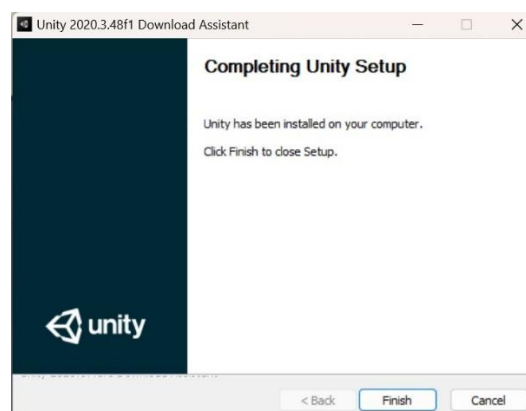 Unity 2020.3.48f1 Download Assistant
Completing Unity Setup
Unity has been installed on your computer.
Click Finish to close Setup.
unity
< Back Finish Cancel